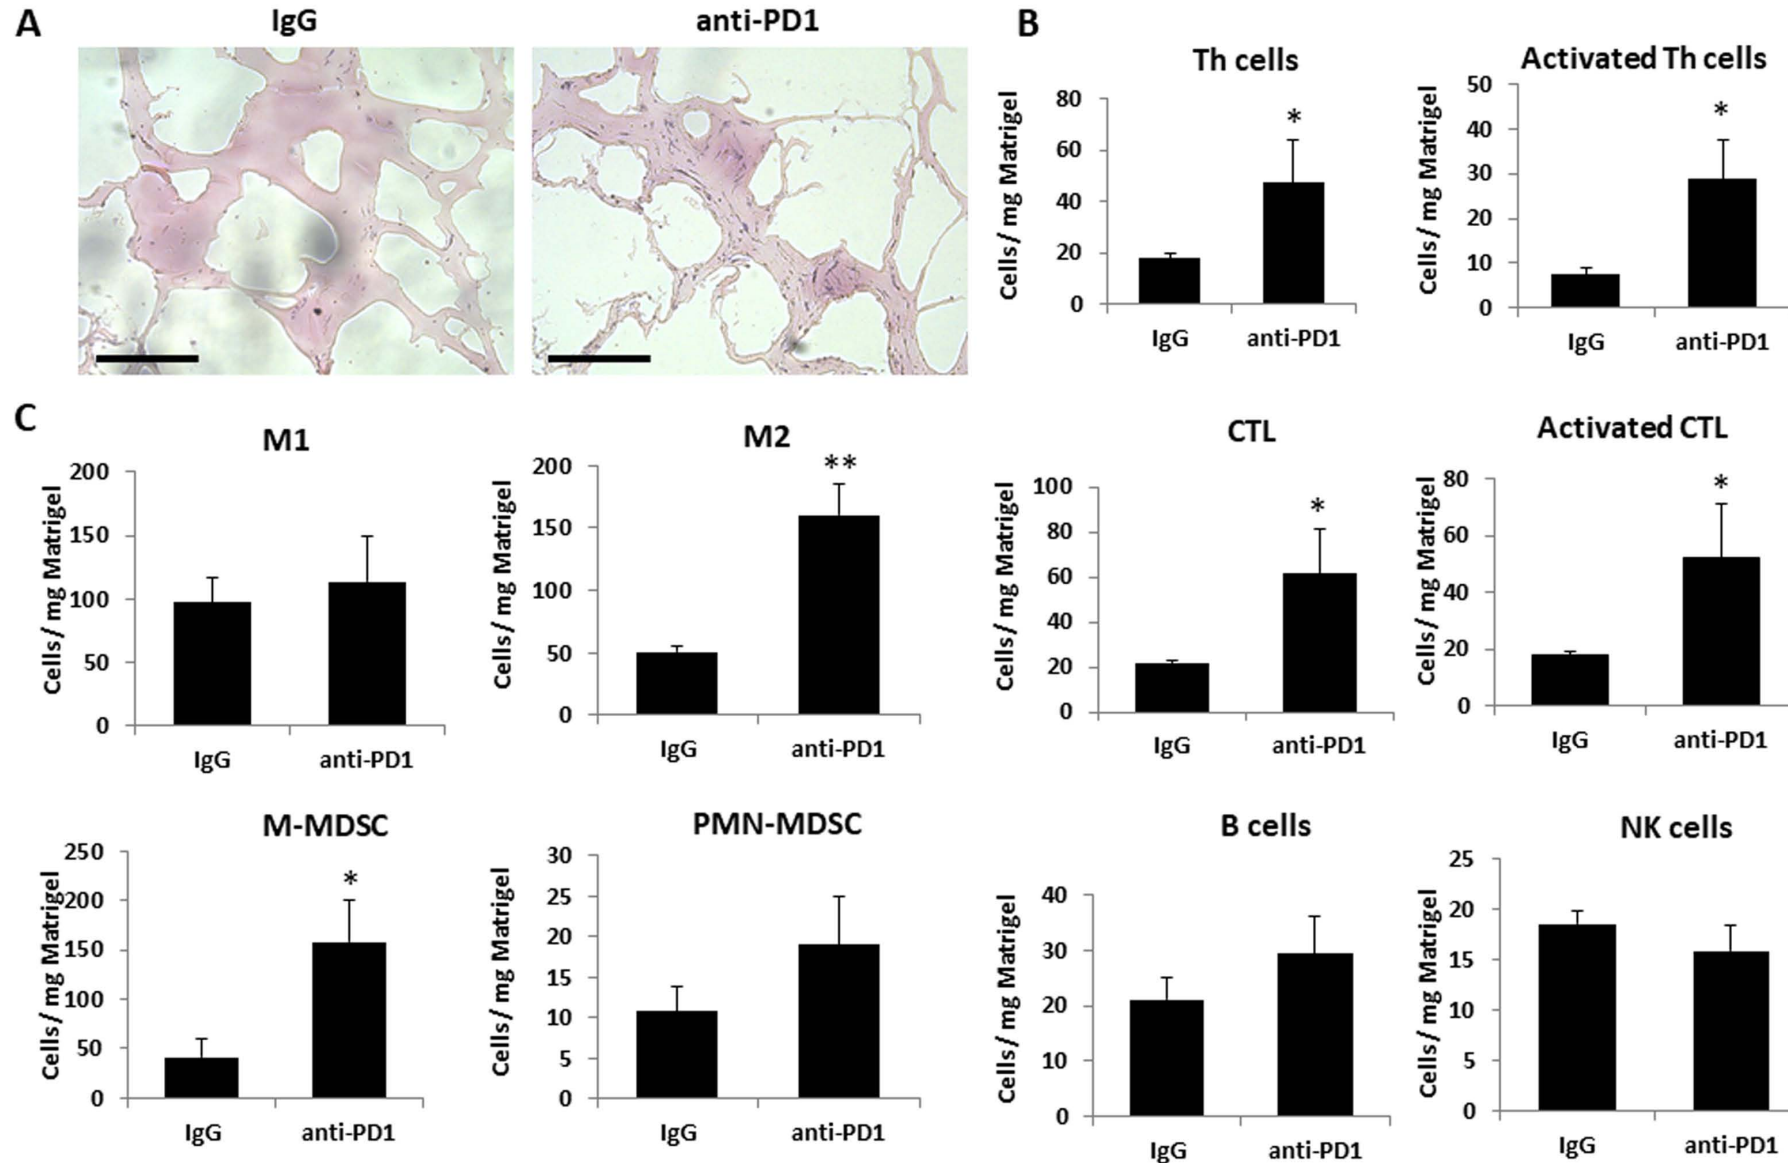 A
IgG
anti-PD1
B
Th cells
Cells/ mg Matrigel
80
60
40
20
0
*
IgG
anti-PD1
Activated Th cells
Cells/ mg Matrigel
50
40
30
20
10
0
*
IgG
anti-PD1
C
M1
Cells/ mg Matrigel
200
150
100
50
0
IgG
anti-PD1
M2
Cells/ mg Matrigel
200
150
100
50
0
**
IgG
anti-PD1
CTL
Cells/ mg Matrigel
100
80
60
40
20
0
*
IgG
anti-PD1
Activated CTL
Cells/ mg Matrigel
80
60
40
20
0
*
IgG
anti-PD1
M-MDSC
Cells/ mg Matrigel
250
200
150
100
50
0
*
IgG
anti-PD1
PMN-MDSC
Cells/ mg Matrigel
30
25
20
15
10
5
0
IgG
anti-PD1
B cells
Cells/ mg Matrigel
40
30
20
10
0
IgG
anti-PD1
NK cells
Cells/ mg Matrigel
25
20
15
10
5
0
IgG
anti-PD1